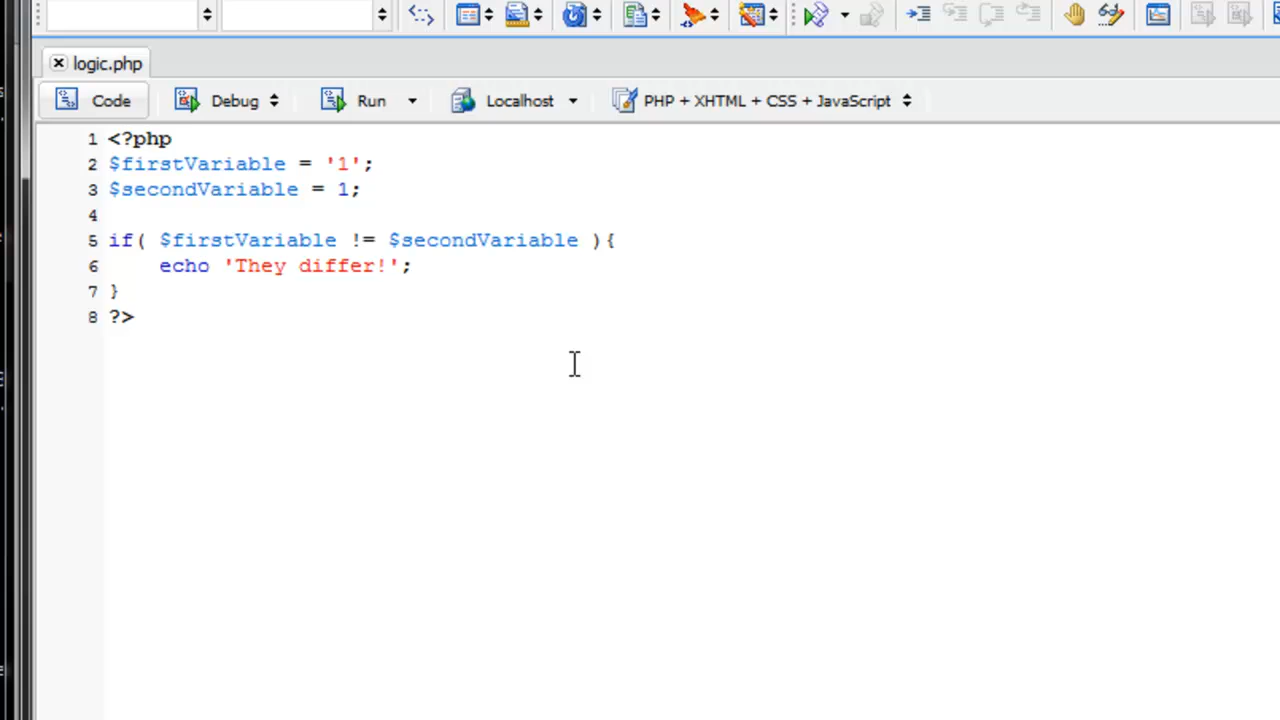 logic.php
Code Debug Run Localhost PHP + XHTML + CSS + JavaScript
1 <?php
2 $firstVariable = '1';
3 $secondVariable = 1;
4
5 if( $firstVariable != $secondVariable ){
6     echo 'They differ!';
7 }
8 ?>